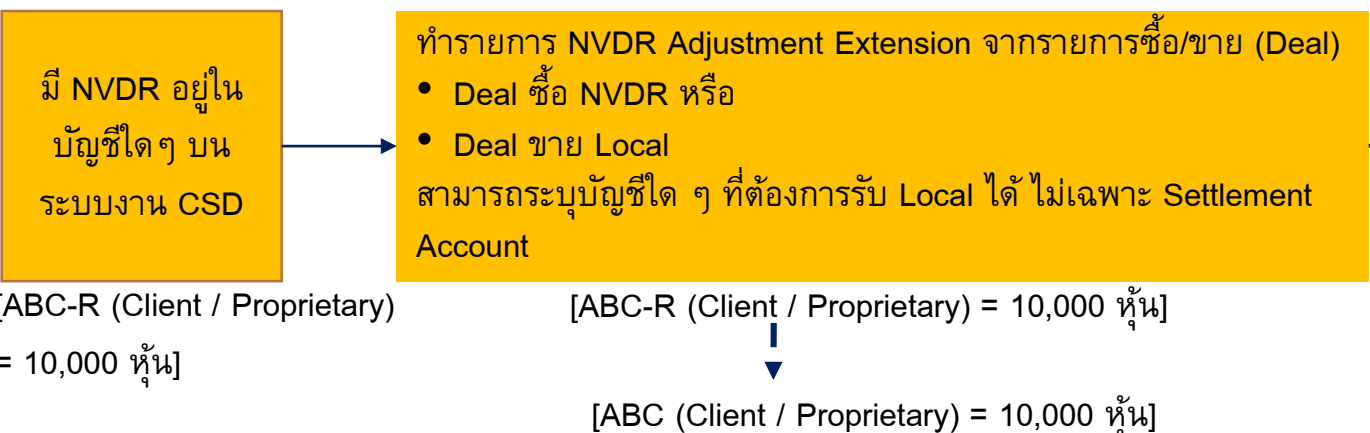 มี NVDR อยู่ใน
บัญชีใดๆ บน
ระบบงาน CSD
ทำรายการ NVDR Adjustment Extension จากรายการซื้อ/ขาย (Deal)
• Deal ซื้อ NVDR หรือ
• Deal ขาย Local
สามารถระบุบัญชีใด ๆ ที่ต้องการรับ Local ได้ ไม่เฉพาะ Settlement
Account
[ABC-R (Client / Proprietary)
= 10,000 หุ้น]
[ABC-R (Client / Proprietary) = 10,000 หุ้น]
[ABC (Client / Proprietary) = 10,000 หุ้น]